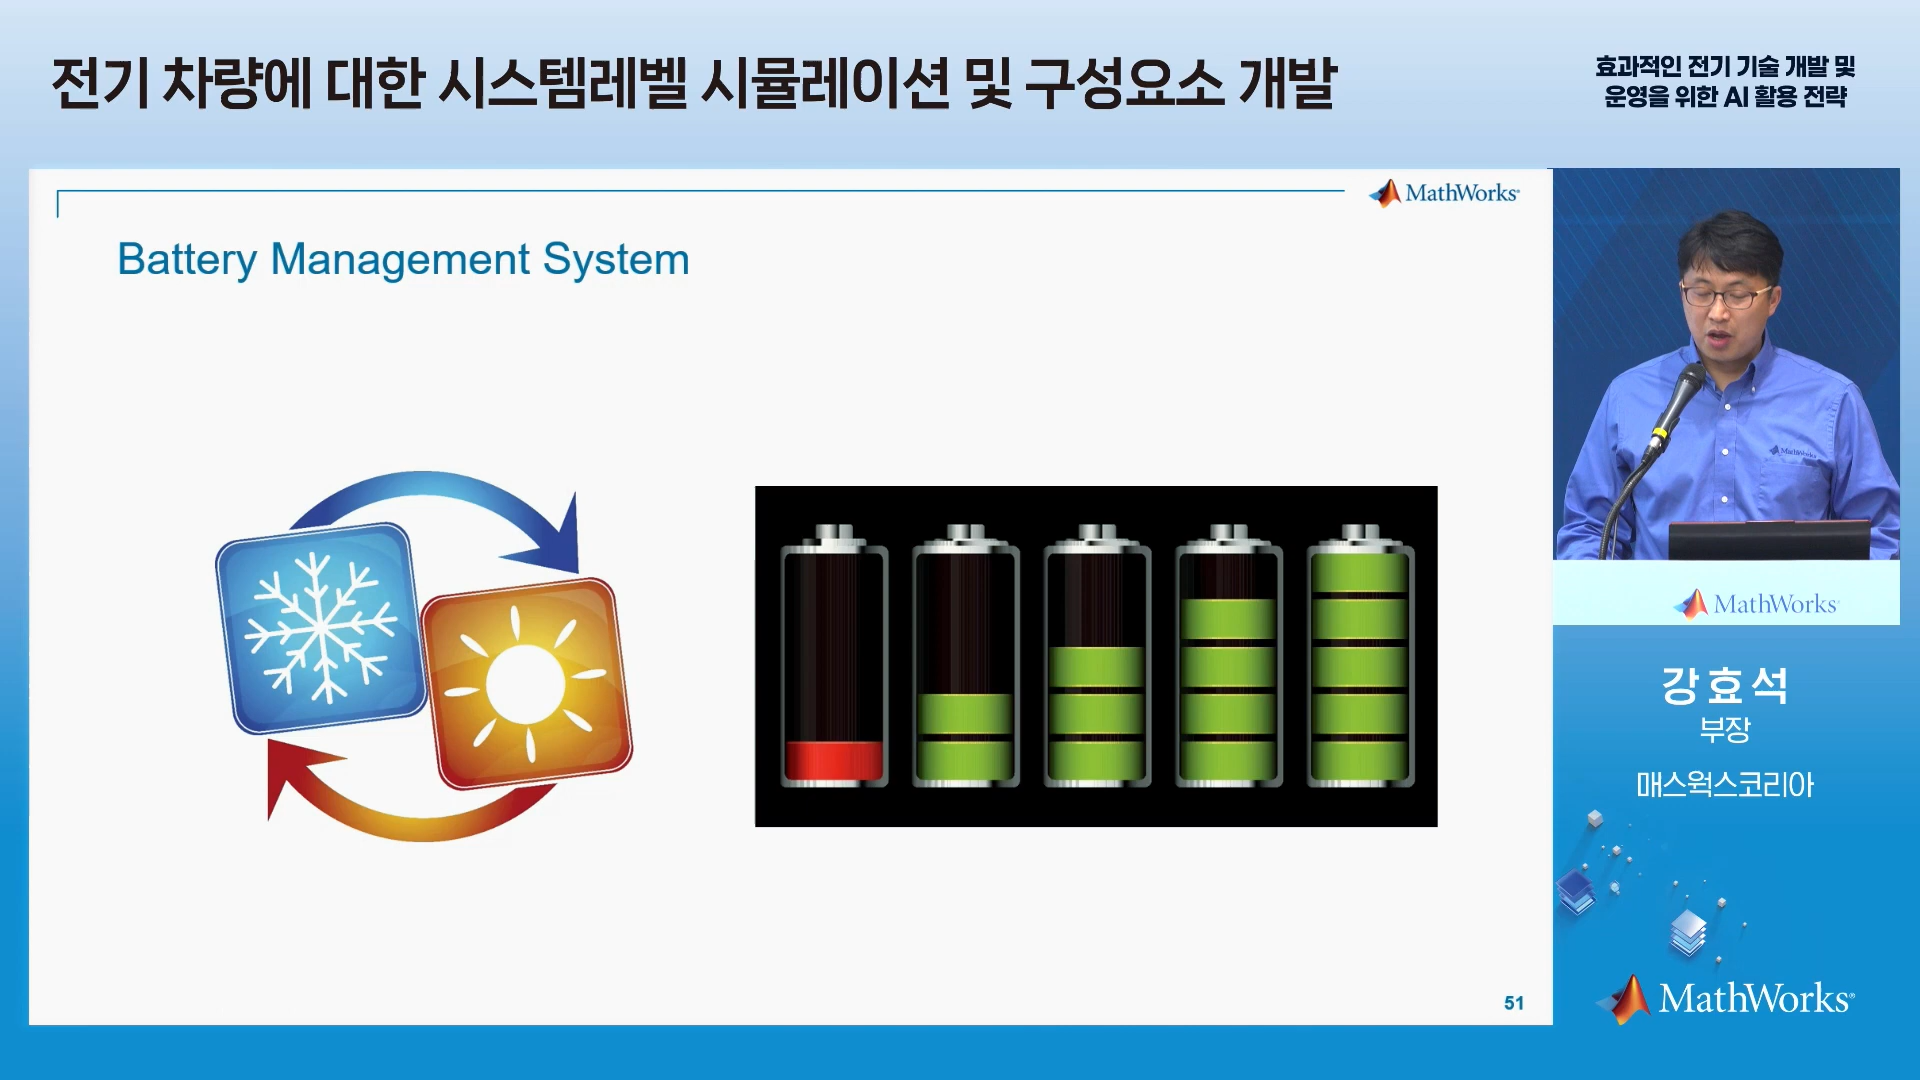 전기 차량에 대한 시스템레벨 시뮬레이션 및 구성요소 개발
효과적인 전기 기술 개발 및
운영을 위한 AI 활용 전략
MathWorks®
Battery Management System
MathWorks
MathWorks
강효석
부장
매스웍스코리아
51
MathWorks®